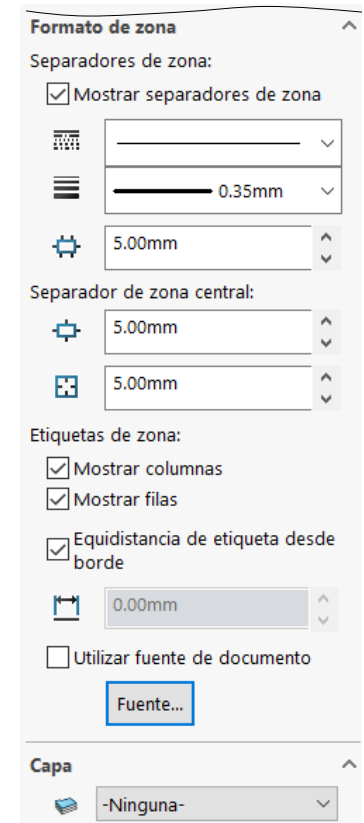 Formato de zona
Separadores de zona:
Mostrar separadores de zona
0.35mm
5.00mm
Separador de zona central:
5.00mm
5.00mm
Etiquetas de zona:
Mostrar columnas
Mostrar filas
Equidistancia de etiqueta desde
borde
0.00mm
Utilizar fuente de documento
Fuente...
Capa
-Ninguna-